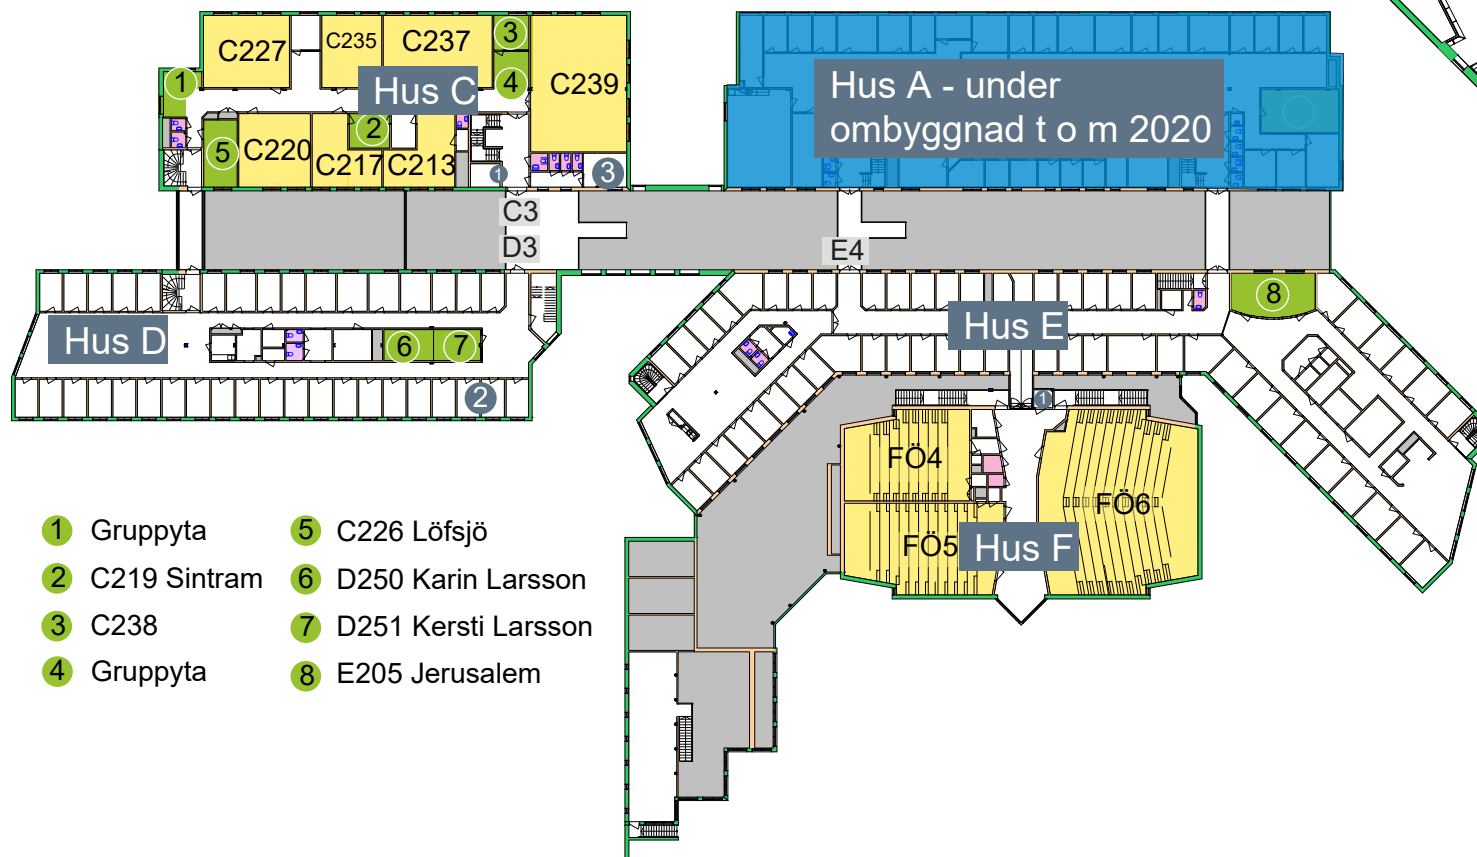 C227
C235
C237
3
C239
1
4
Hus C
2
5
C220
C217
C213
1
3
Hus A - under
ombyggnad t o m 2020
C3
D3
E4
Hus D
6
7
2
Hus E
8
1
FÖ4
FÖ5
FÖ6
Hus F
1 Gruppyta
2 C219 Sintram
3 C238
4 Gruppyta
5 C226 Löfsjö
6 D250 Karin Larsson
7 D251 Kersti Larsson
8 E205 Jerusalem